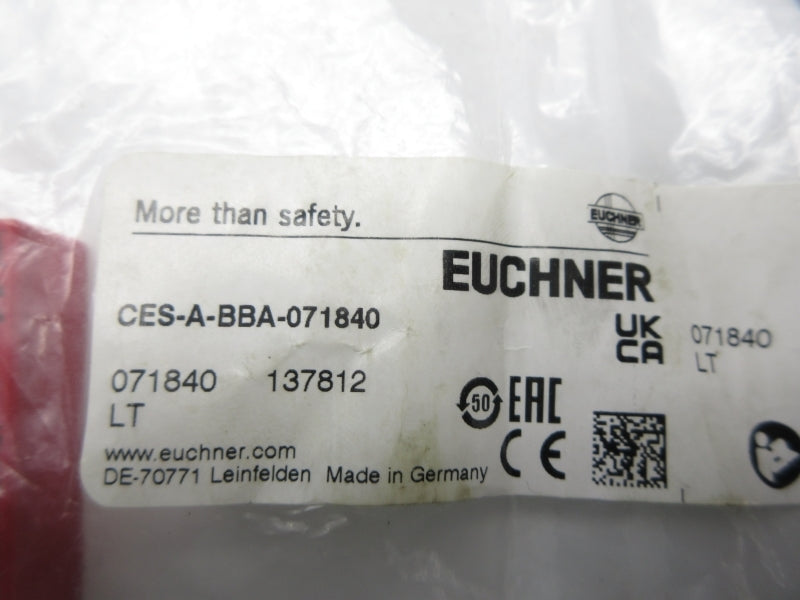 More than safety.
EUCHNER
EUCHNER
CES-A-BBA-071840
UK
CA
071840
LT
071840 137812
LT
50
EAC
CE
www.euchner.com
DE-70771 Leinfelden Made in Germany